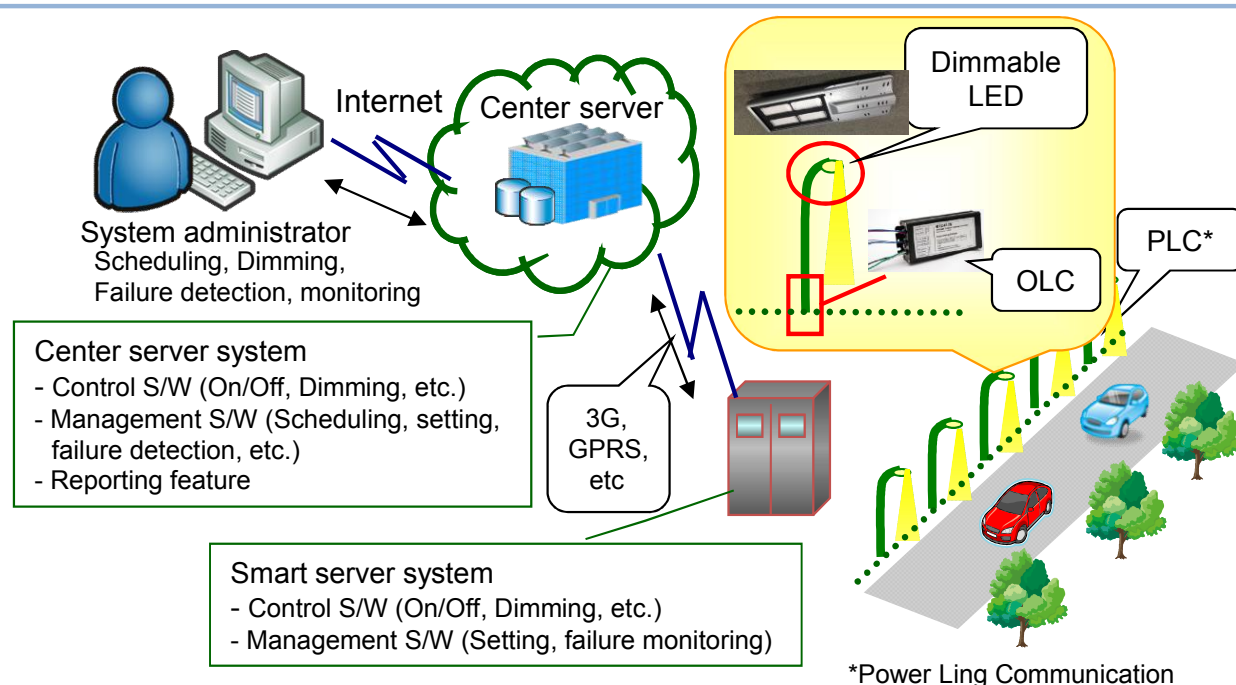 Internet
Center server
Dimmable
LED
System administrator
Scheduling, Dimming,
Failure detection, monitoring
PLC*
OLC
Center server system
- Control S/W (On/Off, Dimming, etc.)
- Management S/W (Scheduling, setting,
failure detection, etc.)
- Reporting feature
3G,
GPRS,
etc
Smart server system
- Control S/W (On/Off, Dimming, etc.)
- Management S/W (Setting, failure monitoring)
*Power Ling Communication